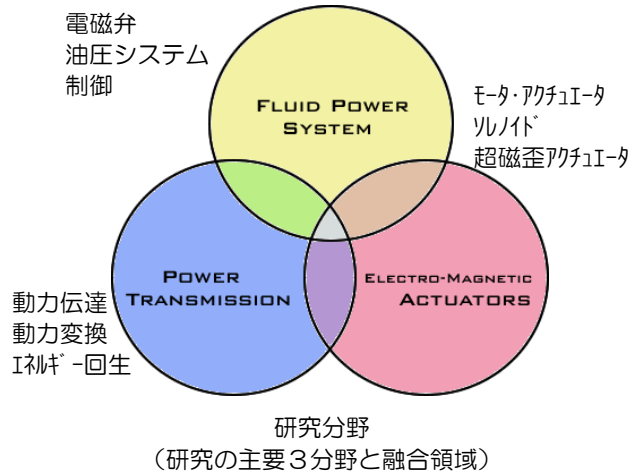 電磁弁
油圧システム
制御
FLUID POWER
SYSTEM
ﾓｰﾀ・ｱｸﾁｭｴｰﾀ
ｿﾚﾉｲﾄﾞ
超磁歪ｱｸﾁｭｴｰﾀ
POWER
TRANSMISSION
ELECTRO-MAGNETIC
ACTUATORS
動力伝達
動力変換
ｴﾈﾙｷﾞｰ回生
研究分野
（研究の主要３分野と融合領域）